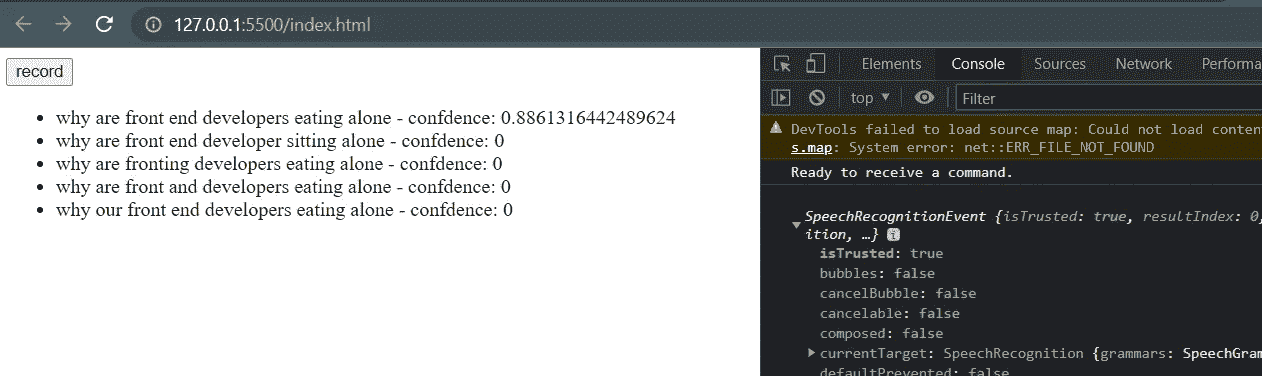 127.0.0.1:5500/index.html
record
why are front end developers eating alone - confdence: 0.8861316442489624
why are front end developer sitting alone - confdence: 0
why are fronting developers eating alone - confdence: 0
why are front and developers eating alone - confdence: 0
why our front end developers eating alone - confdence: 0
Elements Console Sources Network Performa
top Filter
DevTools failed to load source map: Could not load conten
s.map: System error: net::ERR_FILE_NOT_FOUND
Ready to receive a command.
SpeechRecognitionEvent {isTrusted: true, resultIndex: 0,
ition, …}
isTrusted: true
bubbles: false
cancelBubble: false
cancelable: false
composed: false
currentTarget: SpeechRecognition {grammars: SpeechGram
defaultPrevented: false